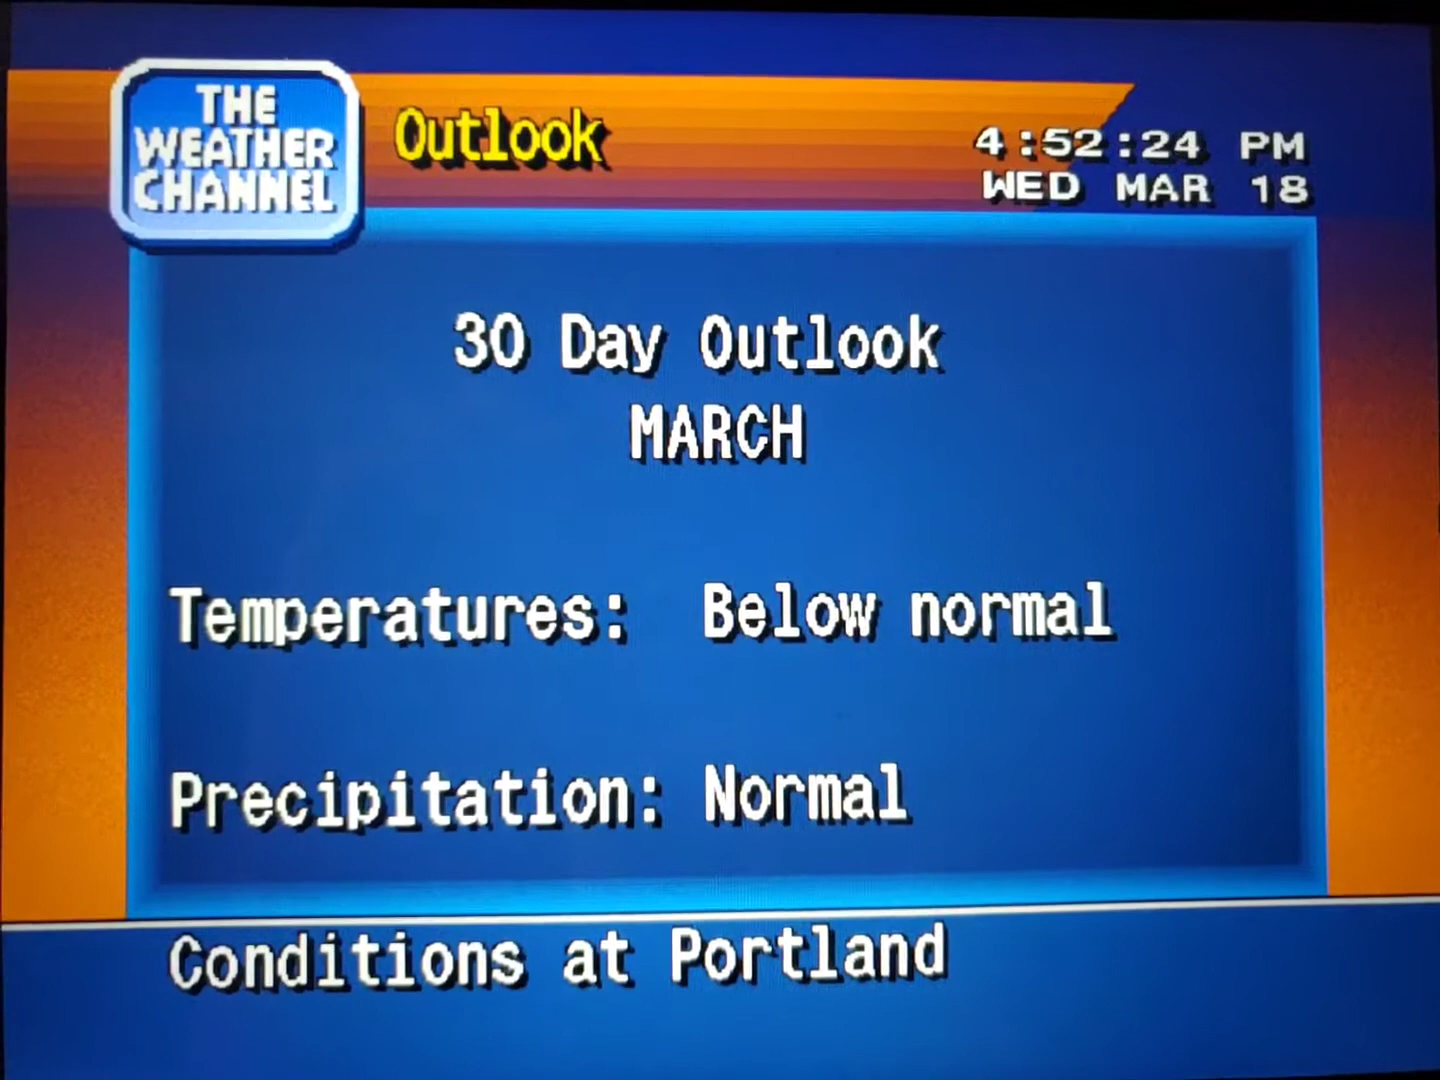 THE
WEATHER
CHANNEL
Outlook
4:52:24 PM
WED MAR 18
30 Day Outlook
MARCH
Temperatures: Below normal
Precipitation: Normal
Conditions at Portland